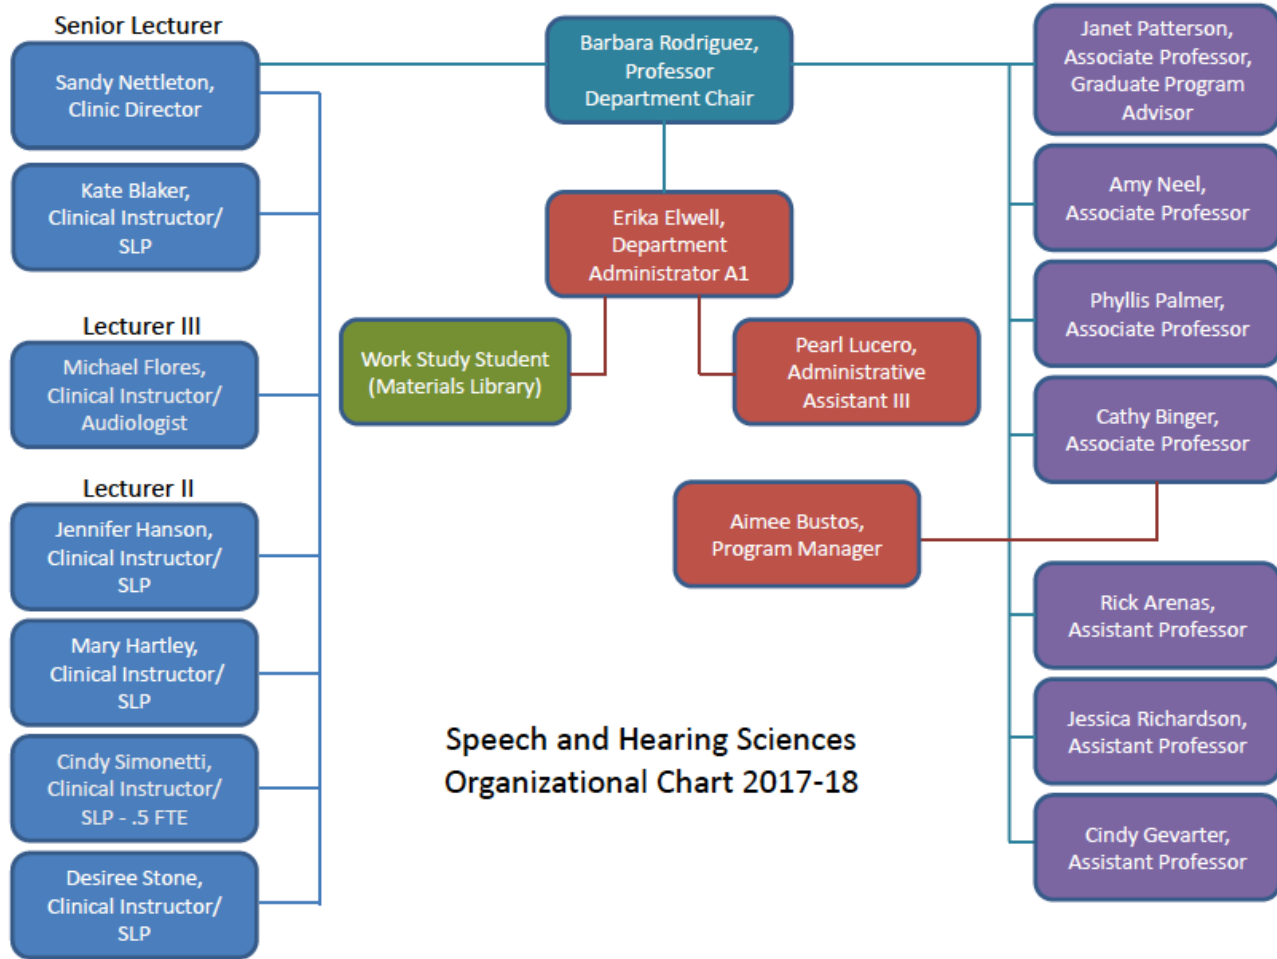 Senior Lecturer
Sandy Nettleton,
Clinic Director
Kate Blaker,
Clinical Instructor/
SLP
Lecturer III
Michael Flores,
Clinical Instructor/
Audiologist
Lecturer II
Jennifer Hanson,
Clinical Instructor/
SLP
Mary Hartley,
Clinical Instructor/
SLP
Cindy Simonetti,
Clinical Instructor/
SLP - .5 FTE
Desiree Stone,
Clinical Instructor/
SLP
Barbara Rodriguez,
Professor
Department Chair
Erika Elwell,
Department
Administrator A1
Work Study Student
(Materials Library)
Pearl Lucero,
Administrative
Assistant III
Aimee Bustos,
Program Manager
Speech and Hearing Sciences
Organizational Chart 2017-18
Janet Patterson,
Associate Professor,
Graduate Program
Advisor
Amy Neel,
Associate Professor
Phyllis Palmer,
Associate Professor
Cathy Binger,
Associate Professor
Rick Arenas,
Assistant Professor
Jessica Richardson,
Assistant Professor
Cindy Gevarter,
Assistant Professor